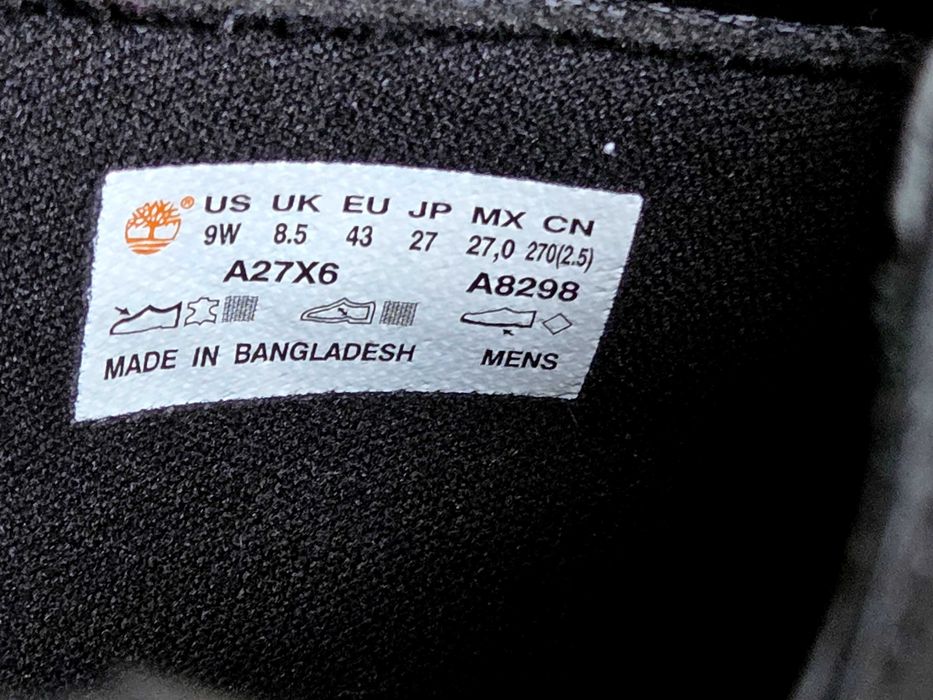 ® US UK EU JP MX CN
9W 8.5 43 27 27,0 270(2.5)
A27X6 A8298
MADE IN BANGLADESH MENS